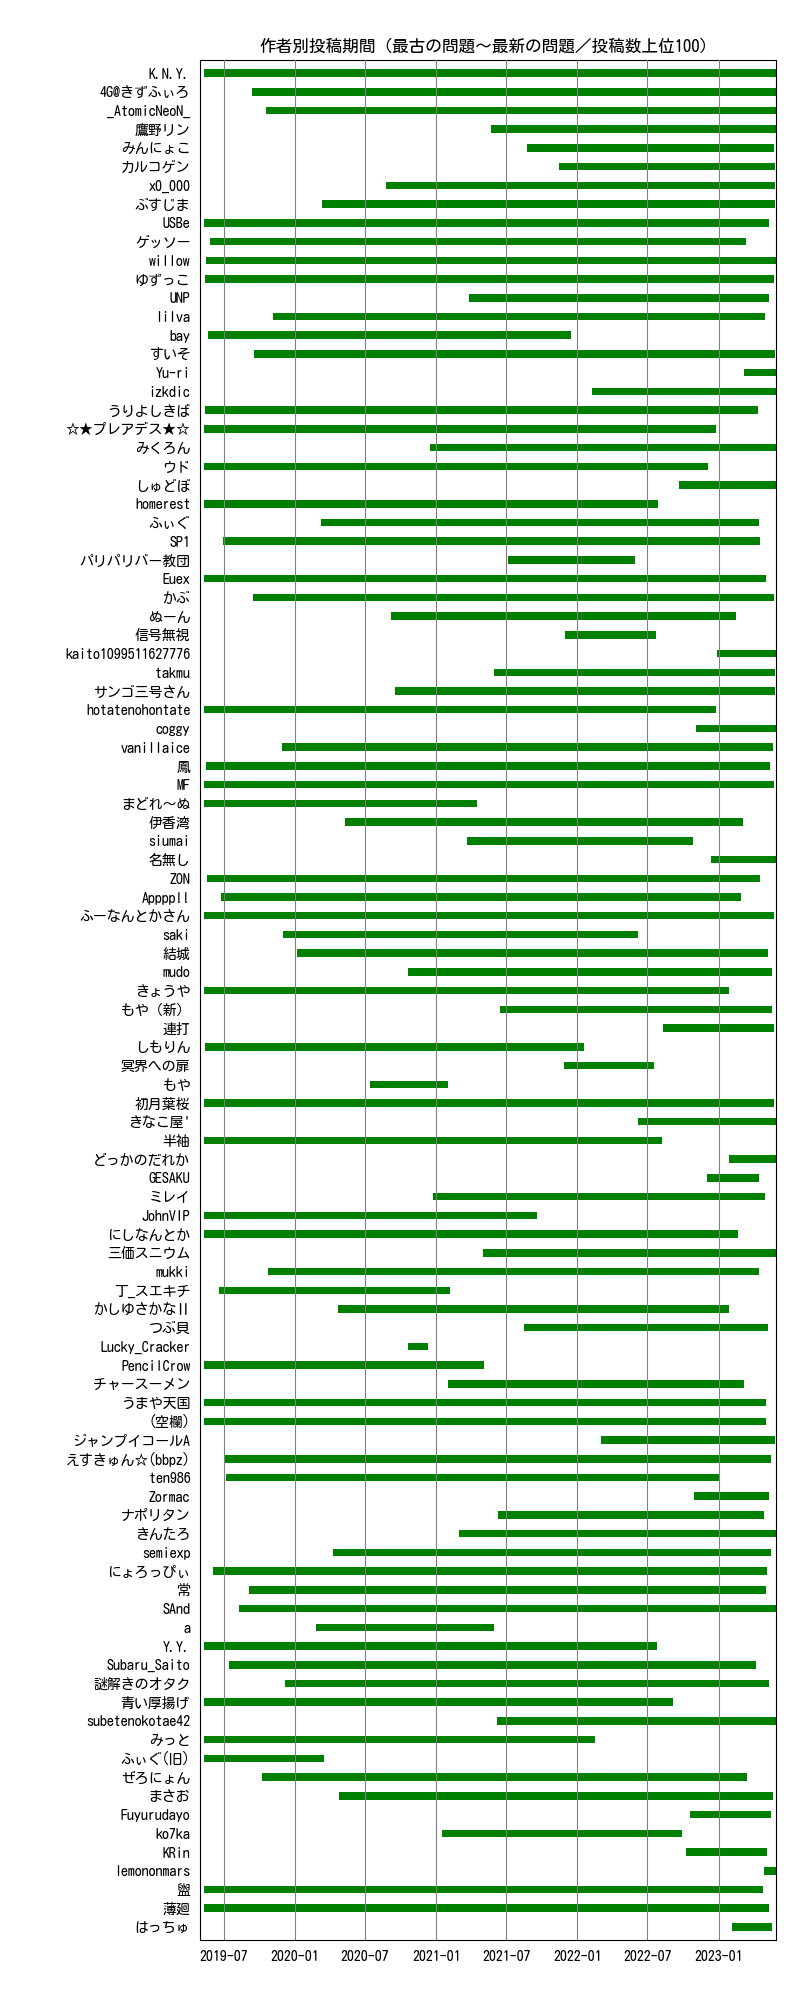 作者別投稿期間（最古の問題～最新の問題／投稿数上位100）
K.N.Y.
4G@きずふぃろ
_AtomicNeoN_
鷹野リン
みんにょこ
カルコゲン
x0_000
ぶすじま
USBe
ゲッソー
willow
ゆずっこ
UNP
lilva
bay
すいそ
Yu-ri
izkdic
うりよしきば
☆★プレアデス★☆
みくろん
ウド
しゅどぼ
homerest
ふぃぐ
SP1
パリパリバー教団
Euex
かぶ
ぬーん
信号無視
kaito1099511627776
takmu
サンゴ三号さん
hotatenohontate
coggy
vanillaice
鳳
MF
まどれ～ぬ
伊香湾
siumai
名無し
ZON
Appppll
ふーなんとかさん
saki
結城
mudo
きょうや
もや（新）
連打
しもりん
冥界への扉
もや
初月葉桜
きなこ屋'
半袖
どっかのだれか
GESAKU
ミレイ
JohnVIP
にしなんとか
三価スニウム
mukki
丁_スエキチ
かしゆさかなII
つぶ貝
Lucky_Cracker
PencilCrow
チャースーメン
うまや天国
(空欄)
ジャンプイコールA
えすきゅん☆(bbpz)
ten986
Zormac
ナポリタン
きんたろ
semiexp
にょろっぴぃ
常
SAnd
a
Y.Y.
Subaru_Saito
謎解きのオタク
青い厚揚げ
subetenokotae42
みっと
ふぃぐ(旧)
ぜろにょん
まさお
Fuyurudayo
ko7ka
KRin
lemononmars
盥
薄廻
はっちゅ
2019-07 2020-01 2020-07 2021-01 2021-07 2022-01 2022-07 2023-01